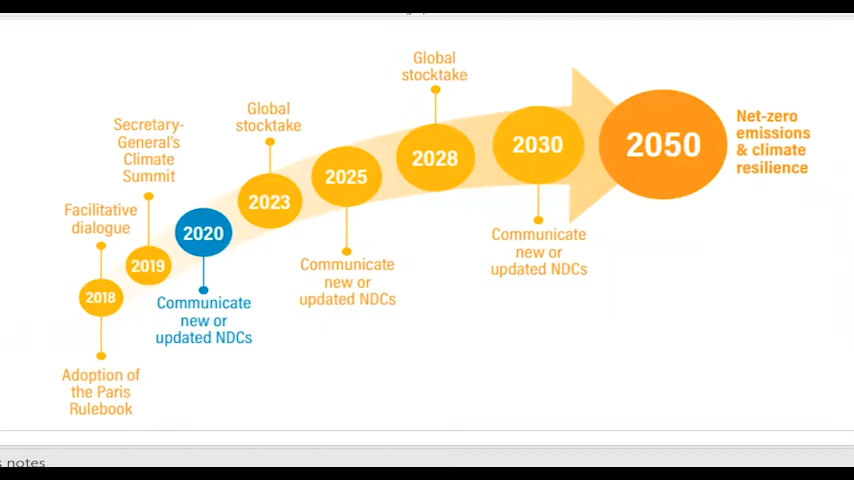 Global
stocktake
Global
stocktake
Secretary-
General's
Climate
Summit
Facilitative
dialogue
2018
2019
2020
2023
2025
2028
2030
2050
Net-zero
emissions
& climate
resilience
Communicate
new or
updated NDCs
Communicate
new or
updated NDCs
Communicate
new or
updated NDCs
Adoption of
the Paris
Rulebook
notes